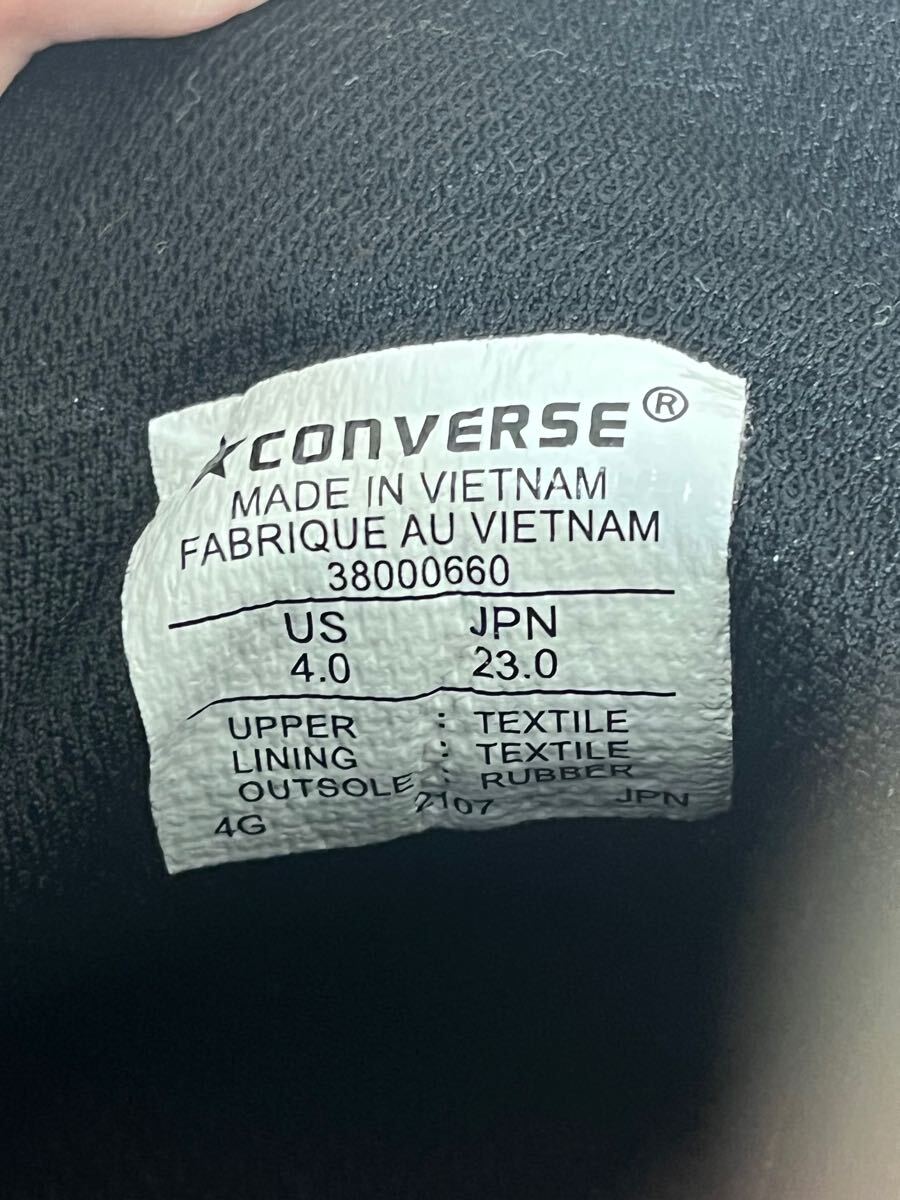 CONVERSE®
MADE IN VIETNAM
FABRIQUE AU VIETNAM
38000660
US JPN
4.0 23.0
UPPER : TEXTILE
LINING : TEXTILE
OUTSOLE : RUBBER
4G 2107 JPN